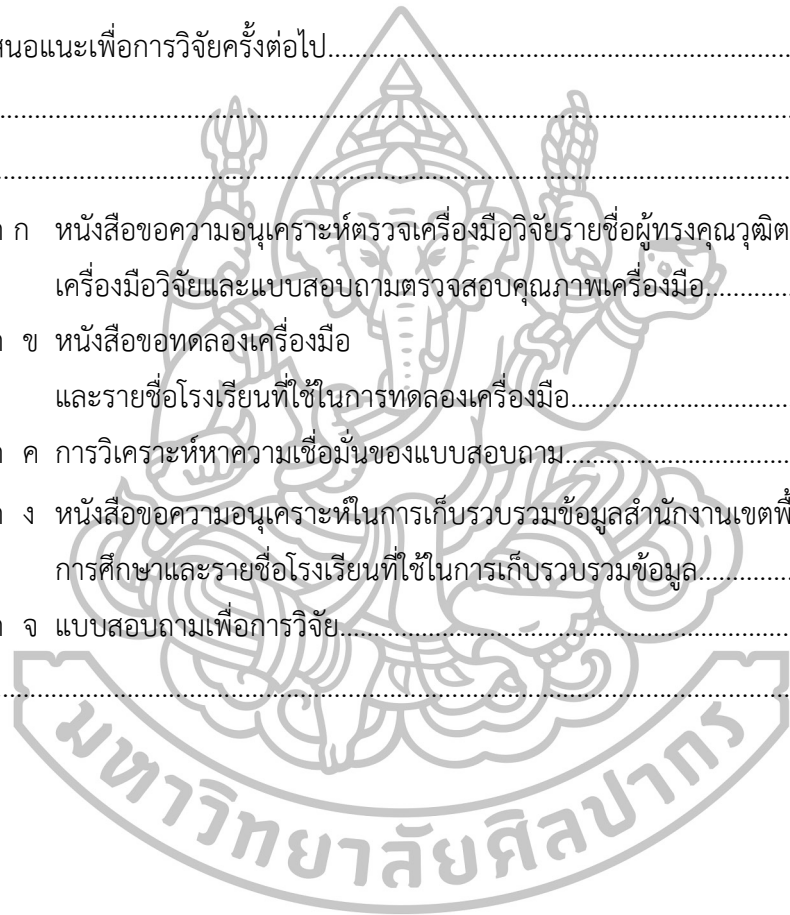 สนอแนะเพื่อการวิจัยครั้งต่อไป....................................................................
....................................................................
....................................................................
ก หนังสือขอความอนุเคราะห์ตรวจเครื่องมือวิจัยรายชื่อผู้ทรงคุณวุฒิต
เครื่องมือวิจัยและแบบสอบถามตรวจสอบคุณภาพเครื่องมือ............
ข หนังสือขอทดลองเครื่องมือ
และรายชื่อโรงเรียนที่ใช้ในการทดลองเครื่องมือ..............................
ค การวิเคราะห์หาความเชื่อมั่นของแบบสอบถาม..............................
ง หนังสือขอความอนุเคราะห์ในการเก็บรวบรวมข้อมูลสำนักงานเขตพื้
การศึกษาและรายชื่อโรงเรียนที่ใช้ในการเก็บรวบรวมข้อมูล............
จ แบบสอบถามเพื่อการวิจัย............................................................
....................................................................
มหาวิทยาลัยศิลปากร